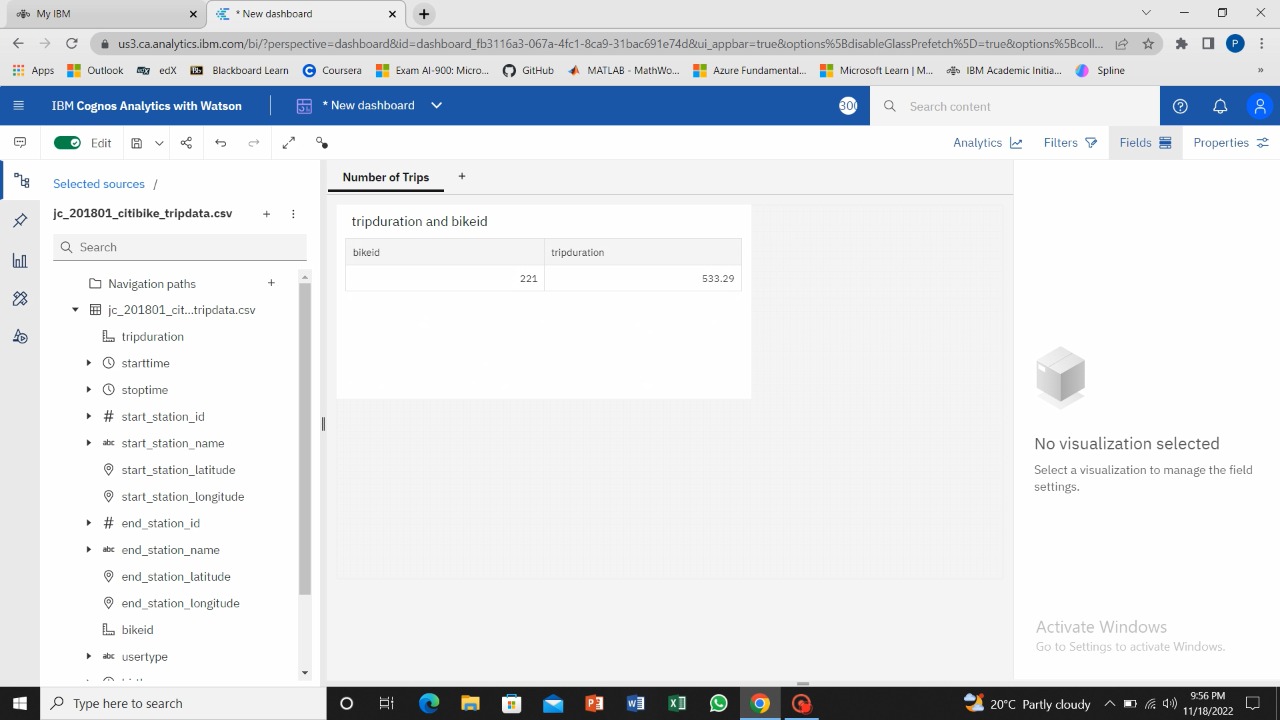 My IBM
* New dashboard
us3.ca.analytics.ibm.com/bi/?perspective=dashboard&id=dashboard_fb3116a3-067a-4fc1-8ca9-31bac691e74d&ui_appbar=true&options%5BdisableGlassPrefetch%5D=true&options%5Bcoll...
Apps
Outlook
edX
Blackboard Learn
Coursera
Exam AI-900: Micro...
GitHub
MATLAB - MathWo...
Azure Fundamental...
Microsoft Learn | M...
IBM Academic Initia...
Spline
»
IBM Cognos Analytics with Watson
* New dashboard
30
Search content
Edit
Analytics
Filters
Fields
Properties
Selected sources /
jc_201801_citibike_tripdata.csv
Search
Navigation paths
jc_201801_cit...tripdata.csv
tripduration
starttime
stoptime
# start_station_id
abc start_station_name
start_station_latitude
start_station_longitude
# end_station_id
abc end_station_name
end_station_latitude
end_station_longitude
bikeid
abc usertype
Number of Trips
tripduration and bikeid
bikeid tripduration
221 533.29
No visualization selected
Select a visualization to manage the field
settings.
Activate Windows
Go to Settings to activate Windows.
Type here to search
20°C Partly cloudy
9:56 PM
11/18/2022